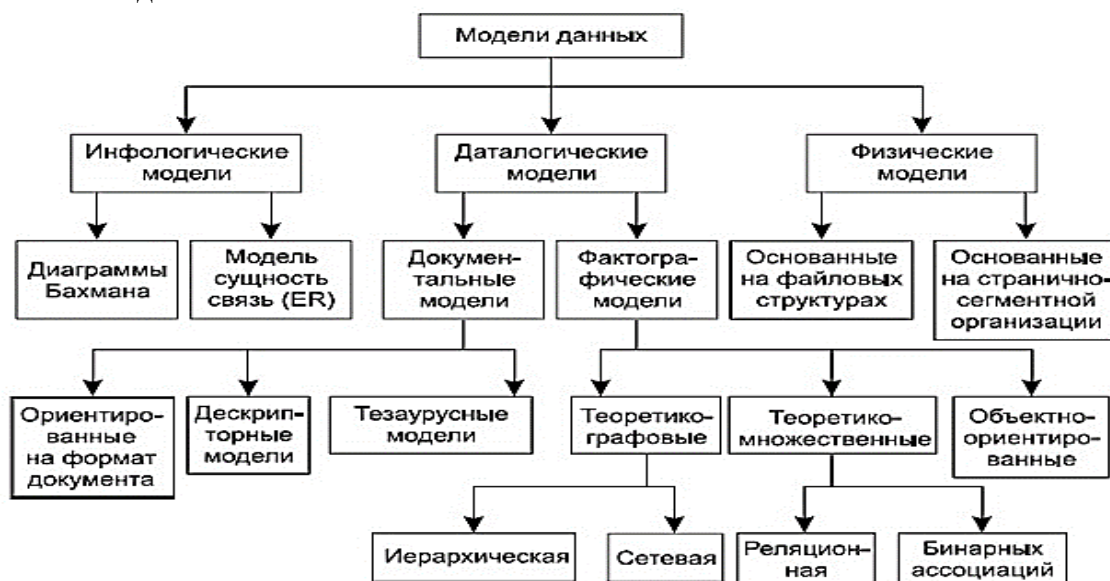 Модели данных
Инфологические
модели
Даталогические
модели
Физические
модели
Диаграммы
Бахмана
Модель
сущность
связь (ER)
Докумен-
тальные
модели
Фактогра-
фические
модели
Основанные
на файловых
структурах
Основанные
на странично-
сегментной
организации
Ориентиро-
ванные
на формат
документа
Дескрип-
торные
модели
Тезаурусные
модели
Теоретико-
графовые
Теоретико-
множественные
Объектно-
ориентиро-
ванные
Иерархическая
Сетевая
Реляцион-
ная
Бинарных
ассоциаций